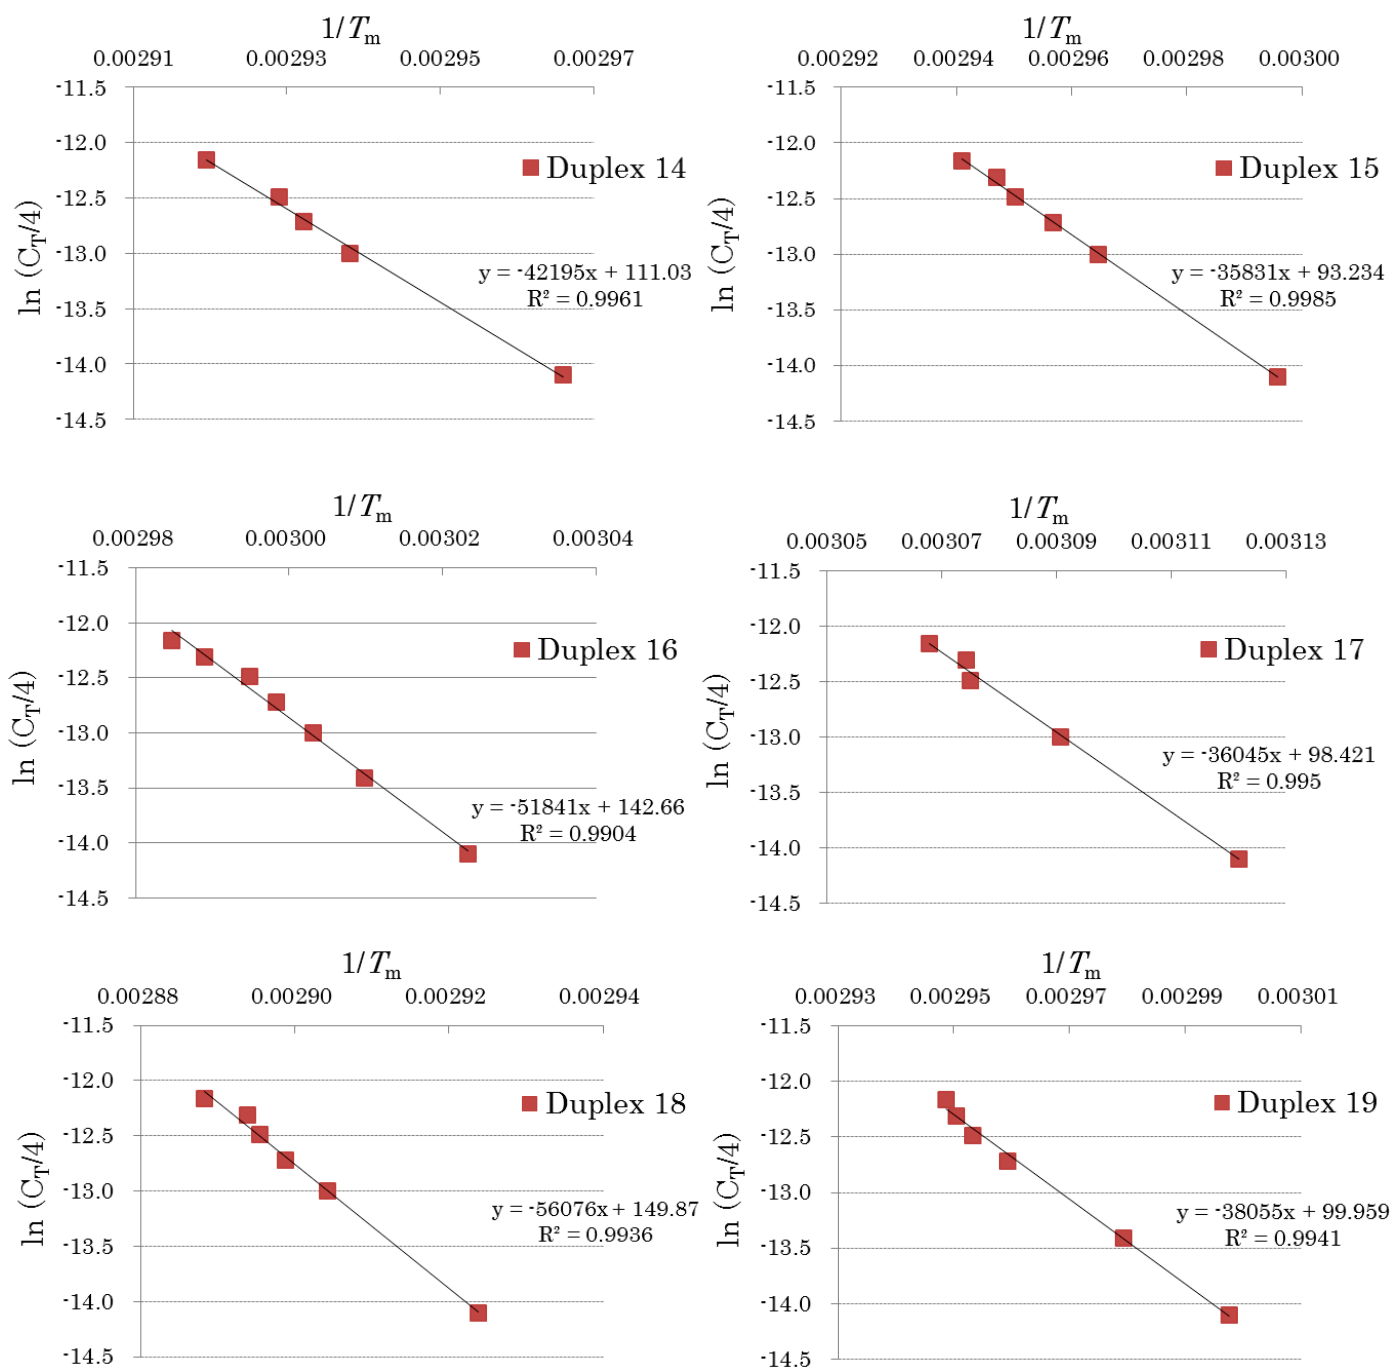 1/Tm
0.00291 0.00293 0.00295 0.00297
-11.5
-12.0
-12.5
-13.0
-13.5
-14.0
-14.5
ln (CT/4)
Duplex 14
y = -42195x + 111.03
R² = 0.9961
1/Tm
0.00292 0.00294 0.00296 0.00298 0.00300
-11.5
-12.0
-12.5
-13.0
-13.5
-14.0
-14.5
ln (CT/4)
Duplex 15
y = -35831x + 93.234
R² = 0.9985
1/Tm
0.00298 0.00300 0.00302 0.00304
-11.5
-12.0
-12.5
-13.0
-13.5
-14.0
-14.5
ln (CT/4)
Duplex 16
y = -51841x + 142.66
R² = 0.9904
1/Tm
0.00305 0.00307 0.00309 0.00311 0.00313
-11.5
-12.0
-12.5
-13.0
-13.5
-14.0
-14.5
ln (CT/4)
Duplex 17
y = -36045x + 98.421
R² = 0.995
1/Tm
0.00288 0.00290 0.00292 0.00294
-11.5
-12.0
-12.5
-13.0
-13.5
-14.0
-14.5
ln (CT/4)
Duplex 18
y = -56076x + 149.87
R² = 0.9936
1/Tm
0.00293 0.00295 0.00297 0.00299 0.00301
-11.5
-12.0
-12.5
-13.0
-13.5
-14.0
-14.5
ln (CT/4)
Duplex 19
y = -38055x + 99.959
R² = 0.9941